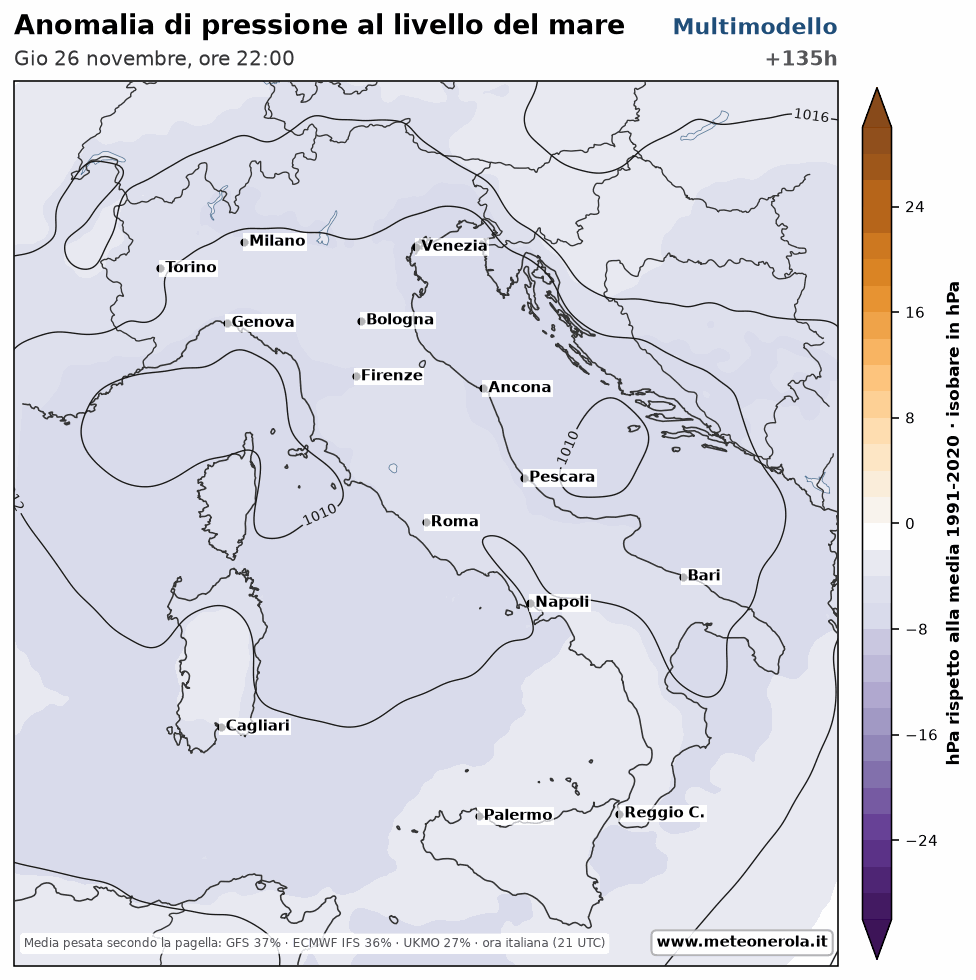 Anomalia di pressione al livello del mare
Multimodello
Gio 26 novembre, ore 22:00
+135h
1016
Milano
Venezia
Torino
Genova
Bologna
Firenze
Ancona
1010
Pescara
1010
Roma
Bari
Napoli
Cagliari
Palermo
Reggio C.
24
16
8
0
−8
−16
−24
hPa rispetto alla media 1991-2020 · isobare in hPa
Media pesata secondo la pagella: GFS 37% · ECMWF IFS 36% · UKMO 27% · ora italiana (21 UTC)
www.meteonerola.it